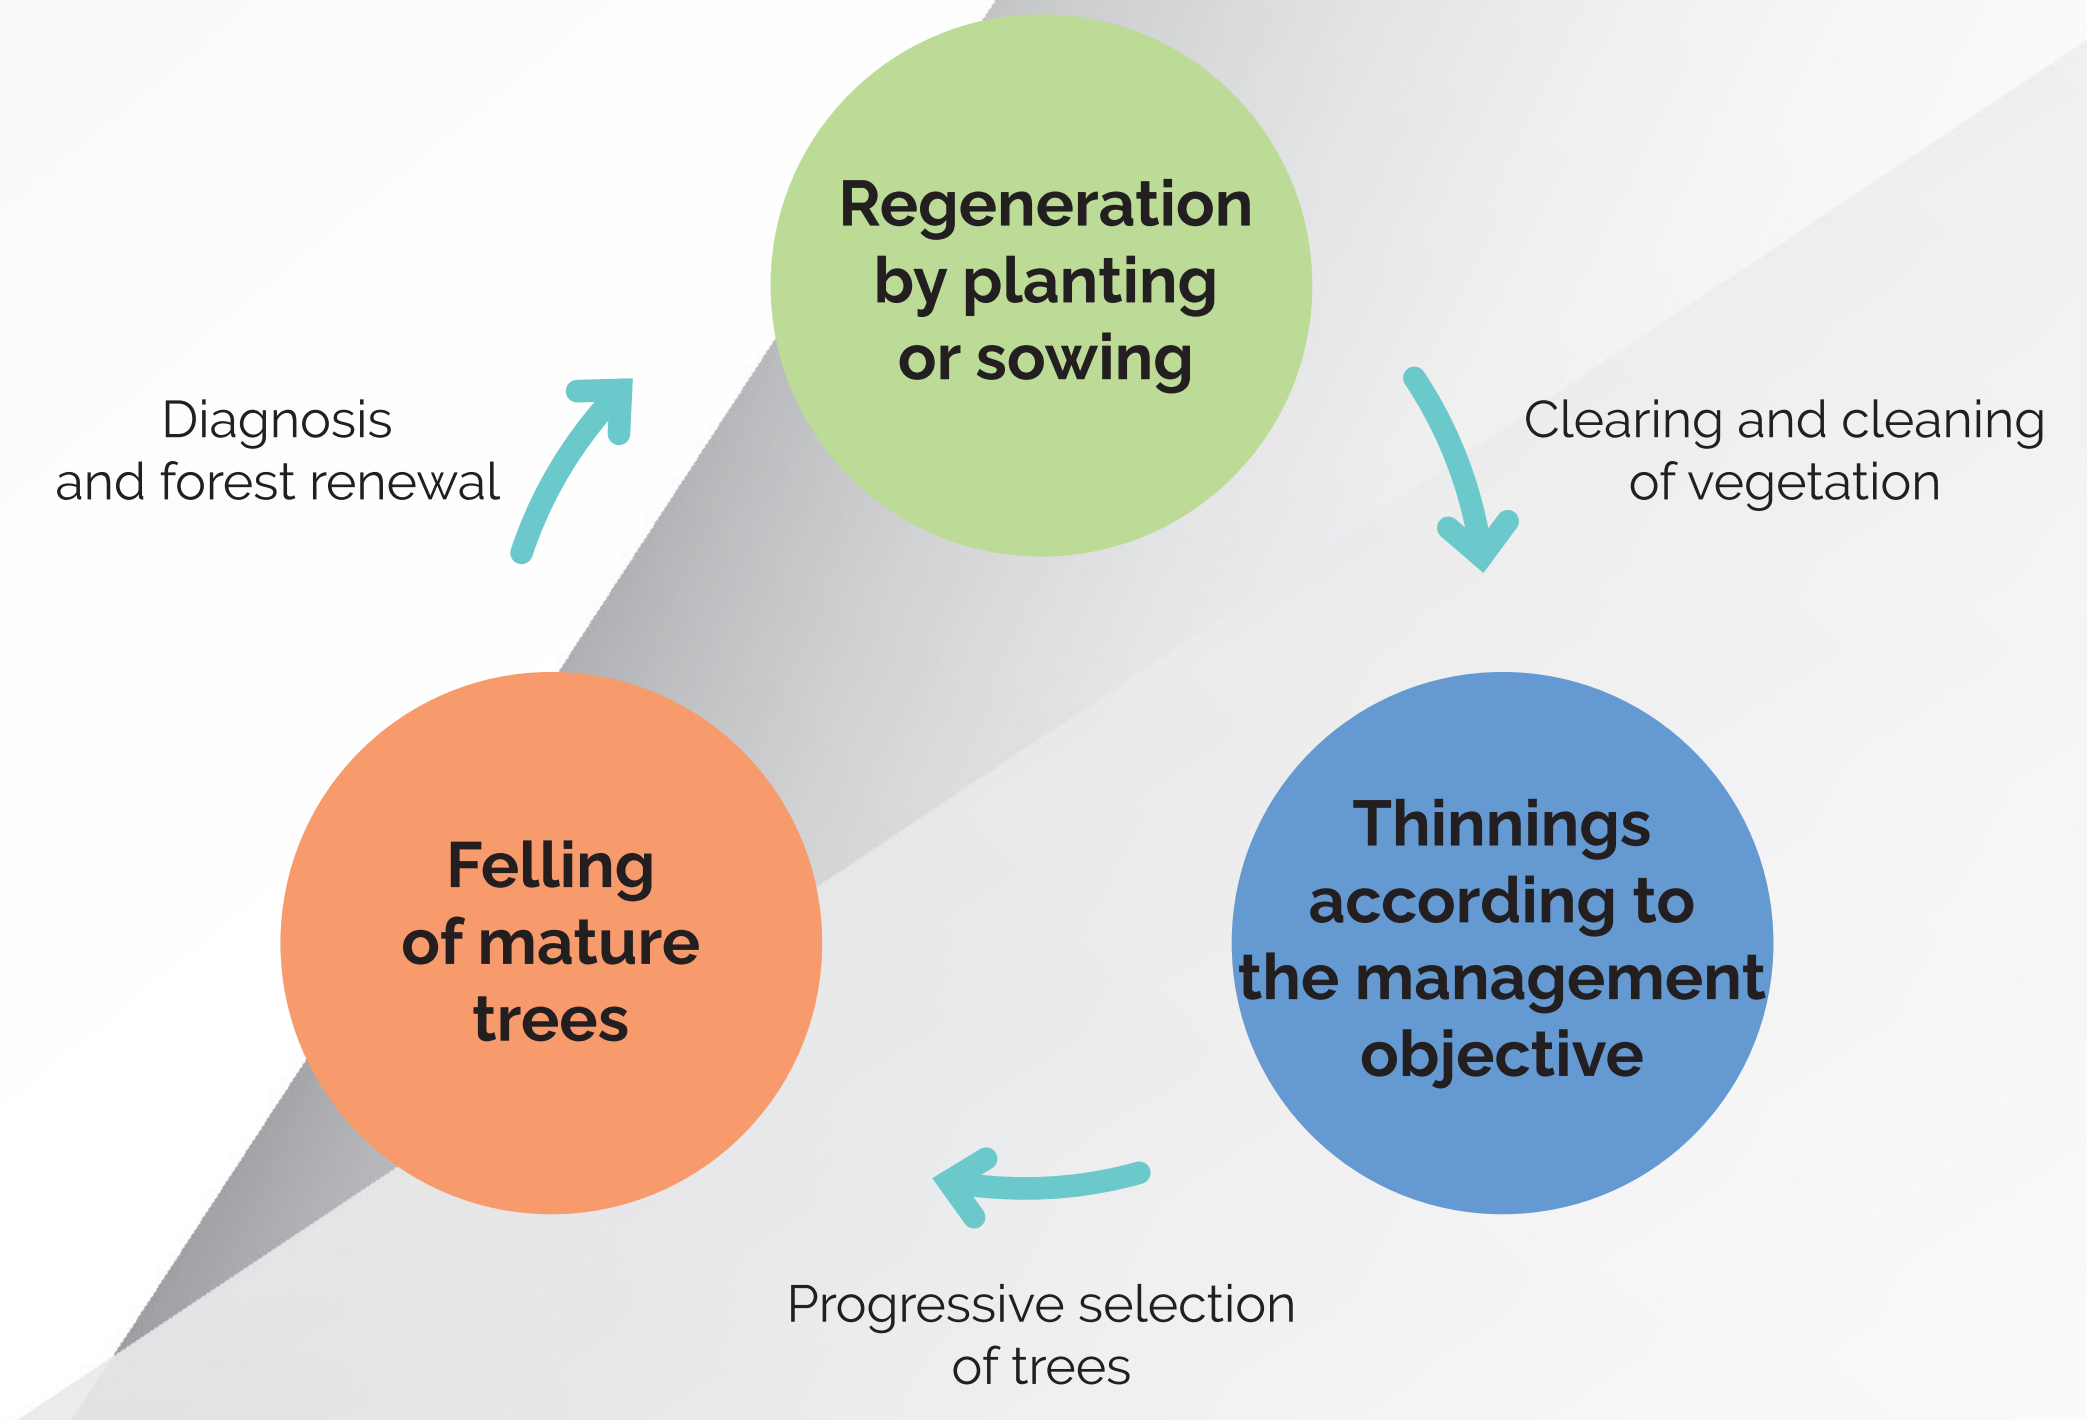 Regeneration
by planting
or sowing
Diagnosis
and forest renewal
Clearing and cleaning
of vegetation
Felling
of mature
trees
Thinnings
according to
the management
objective
Progressive selection
of trees